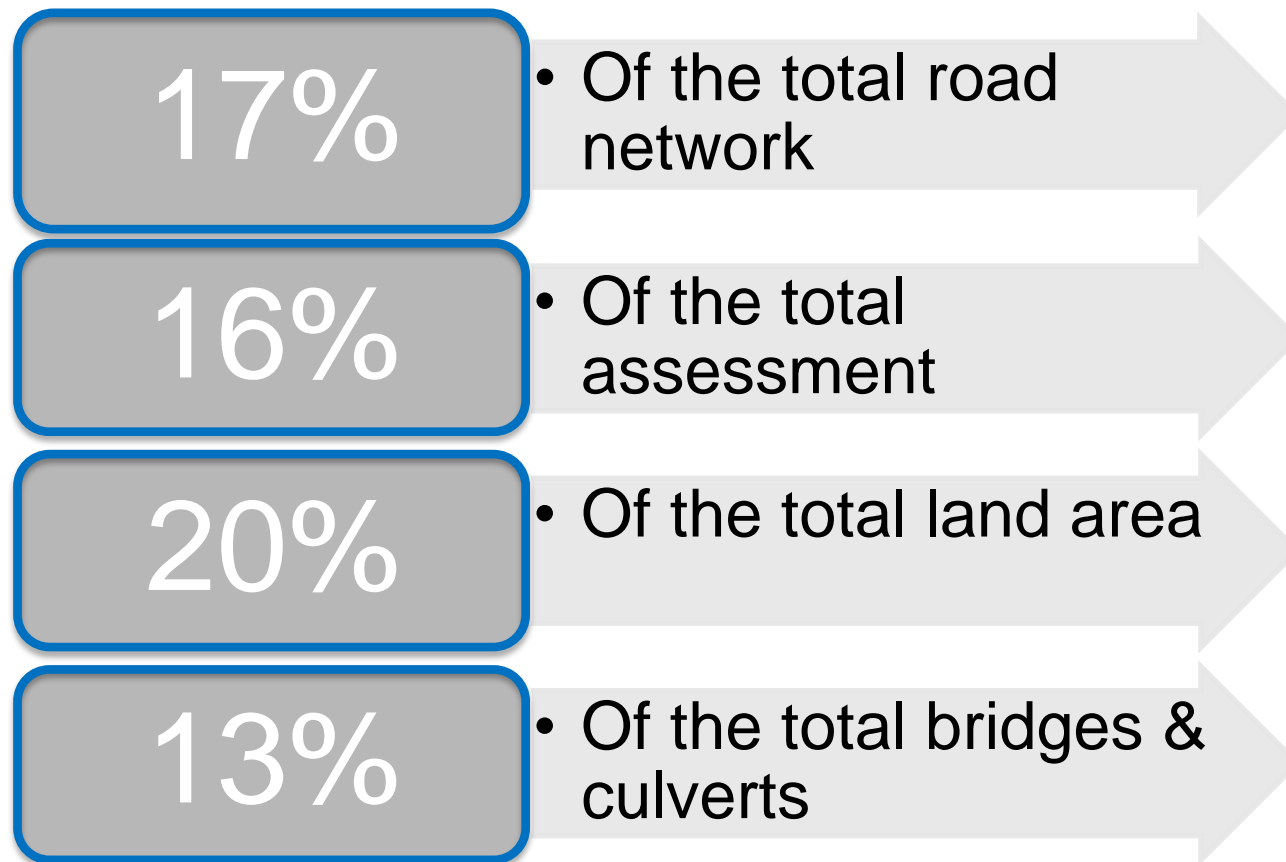 17%
• Of the total road
network
16%
• Of the total
assessment
20%
• Of the total land area
13%
• Of the total bridges &
culverts